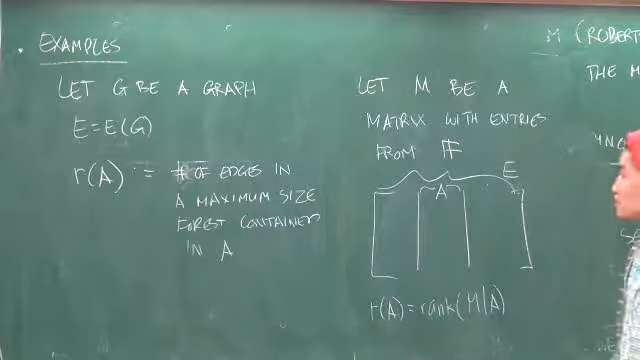 • EXAMPLES
LET G BE A GRAPH
E = E(G)
r(A) := # OF EDGES IN
A MAXIMUM SIZE
FOREST CONTAINED
IN A
LET M BE A
MATRIX WITH ENTRIES
FROM 𝔽
E
A
r(A) = rank(M|A)
M (ROBERTS
THE M